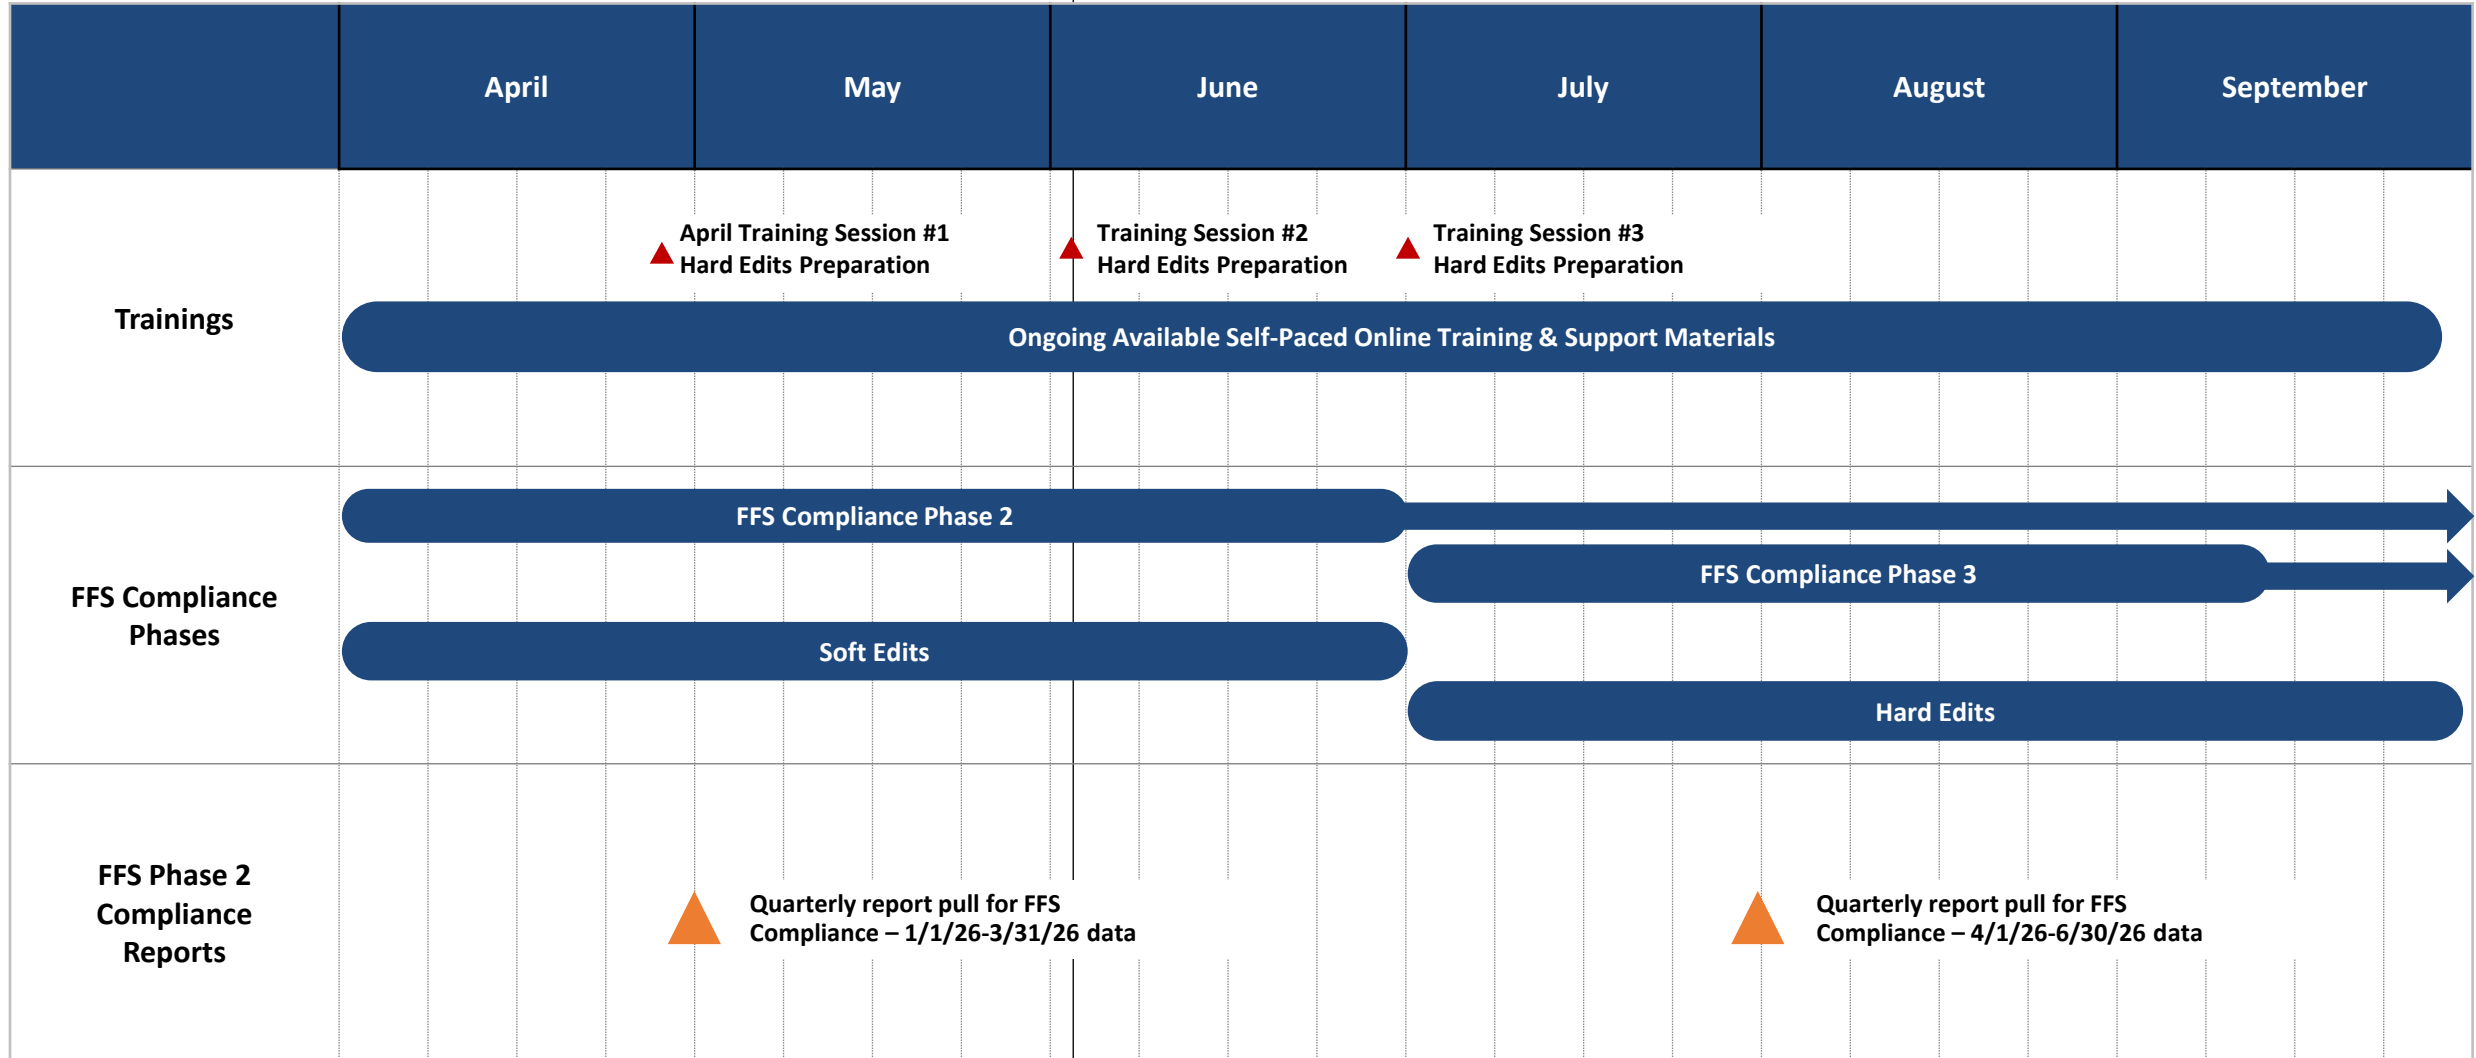 April
May
June
July
August
September
Trainings
April Training Session #1
Hard Edits Preparation
Training Session #2
Hard Edits Preparation
Training Session #3
Hard Edits Preparation
Ongoing Available Self-Paced Online Training & Support Materials
FFS Compliance
Phases
FFS Compliance Phase 2
FFS Compliance Phase 3
Soft Edits
Hard Edits
FFS Phase 2
Compliance
Reports
Quarterly report pull for FFS
Compliance – 1/1/26-3/31/26 data
Quarterly report pull for FFS
Compliance – 4/1/26-6/30/26 data